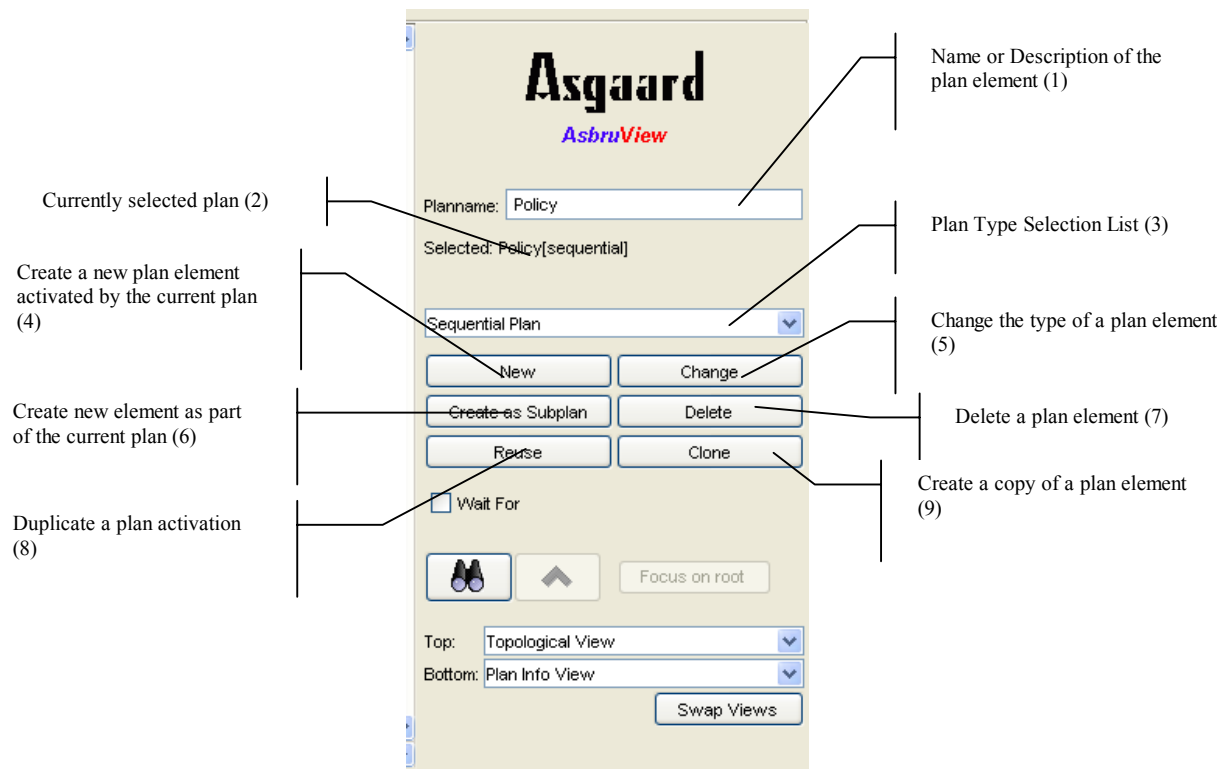 Asgaard
AsbruView
Name or Description of the
plan element (1)
Currently selected plan (2)
Planname: Policy
Plan Type Selection List (3)
Selected: Policy[sequential]
Create a new plan element
activated by the current plan
(4)
Sequential Plan
Change the type of a plan element
(5)
New Change
Create new element as part
of the current plan (6)
Create as Subplan Delete
Delete a plan element (7)
Reuse Clone
Create a copy of a plan element
(9)
Wait For
Duplicate a plan activation
(8)
Focus on root
Top: Topological View
Bottom: Plan Info View
Swap Views